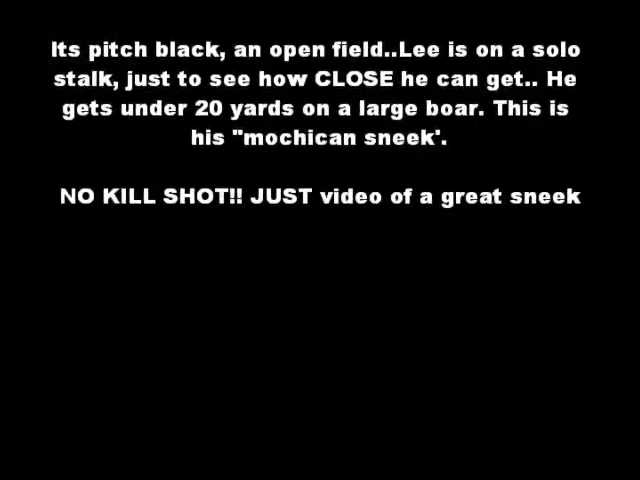 Its pitch black, an open field..Lee is on a solo
stalk, just to see how CLOSE he can get.. He
gets under 20 yards on a large boar. This is
his "mochican sneek'.
NO KILL SHOT!! JUST video of a great sneek